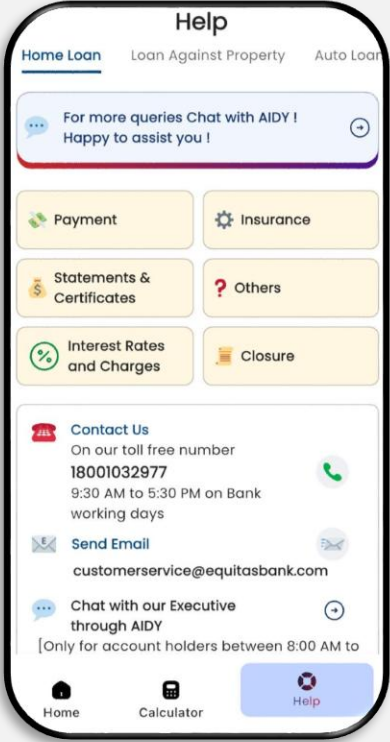 Help
Home Loan Loan Against Property Auto Loan
For more queries Chat with AIDY !
Happy to assist you !
Payment
Insurance
Statements &
Certificates
Others
Interest Rates
and Charges
Closure
Contact Us
On our toll free number
18001032977
9:30 AM to 5:30 PM on Bank
working days
Send Email
customerservice@equitasbank.com
Chat with our Executive
through AIDY
[Only for account holders between 8:00 AM to
Home
Calculator
Help